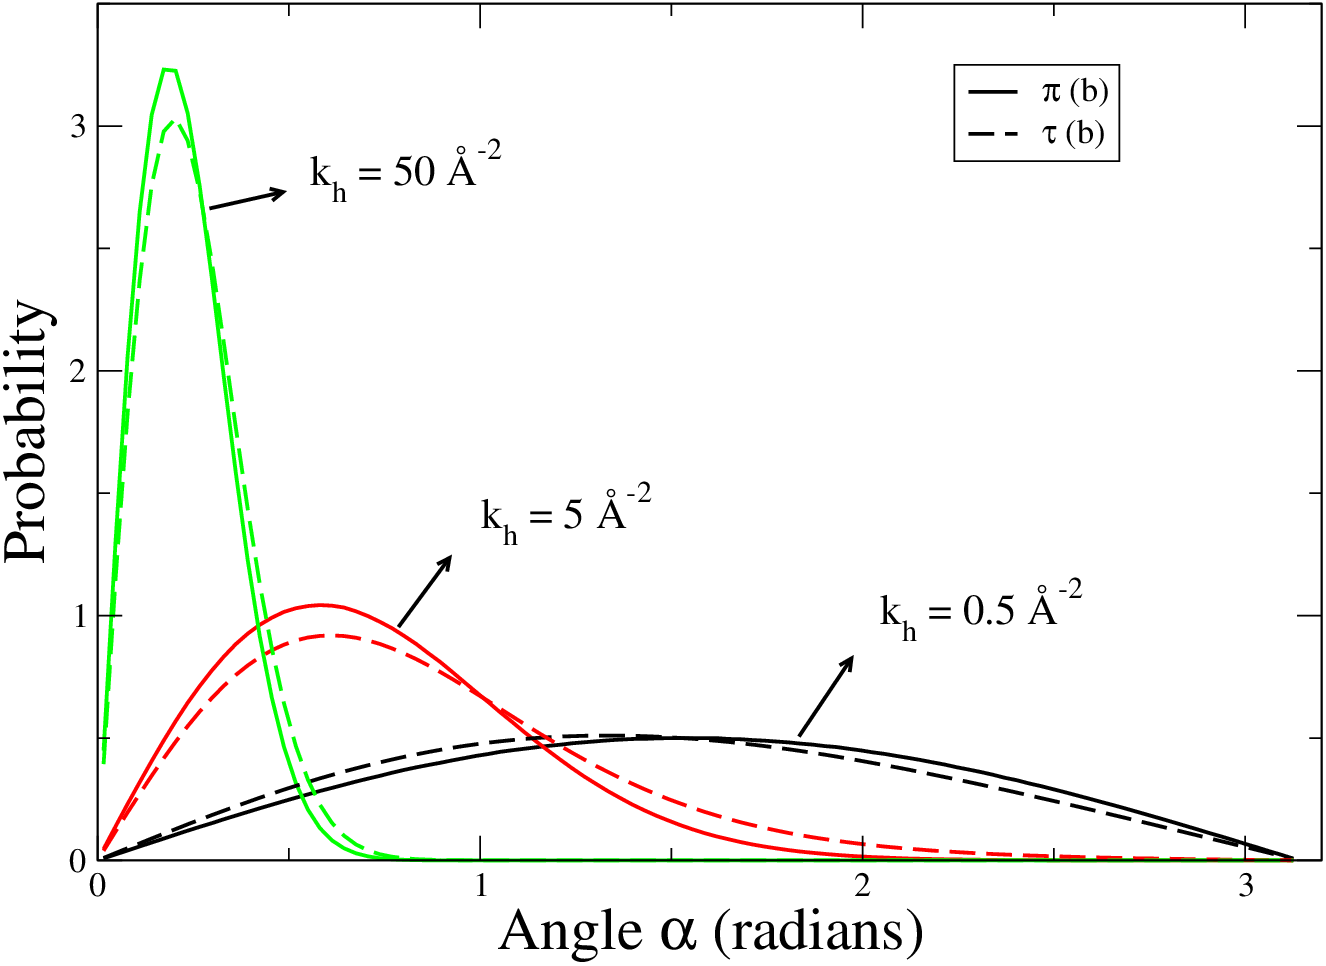 3
2
1
0
0
1
2
3
Probability
Angle α (radians)
π (b)
τ (b)
k_h = 50 Å^-2
k_h = 5 Å^-2
k_h = 0.5 Å^-2